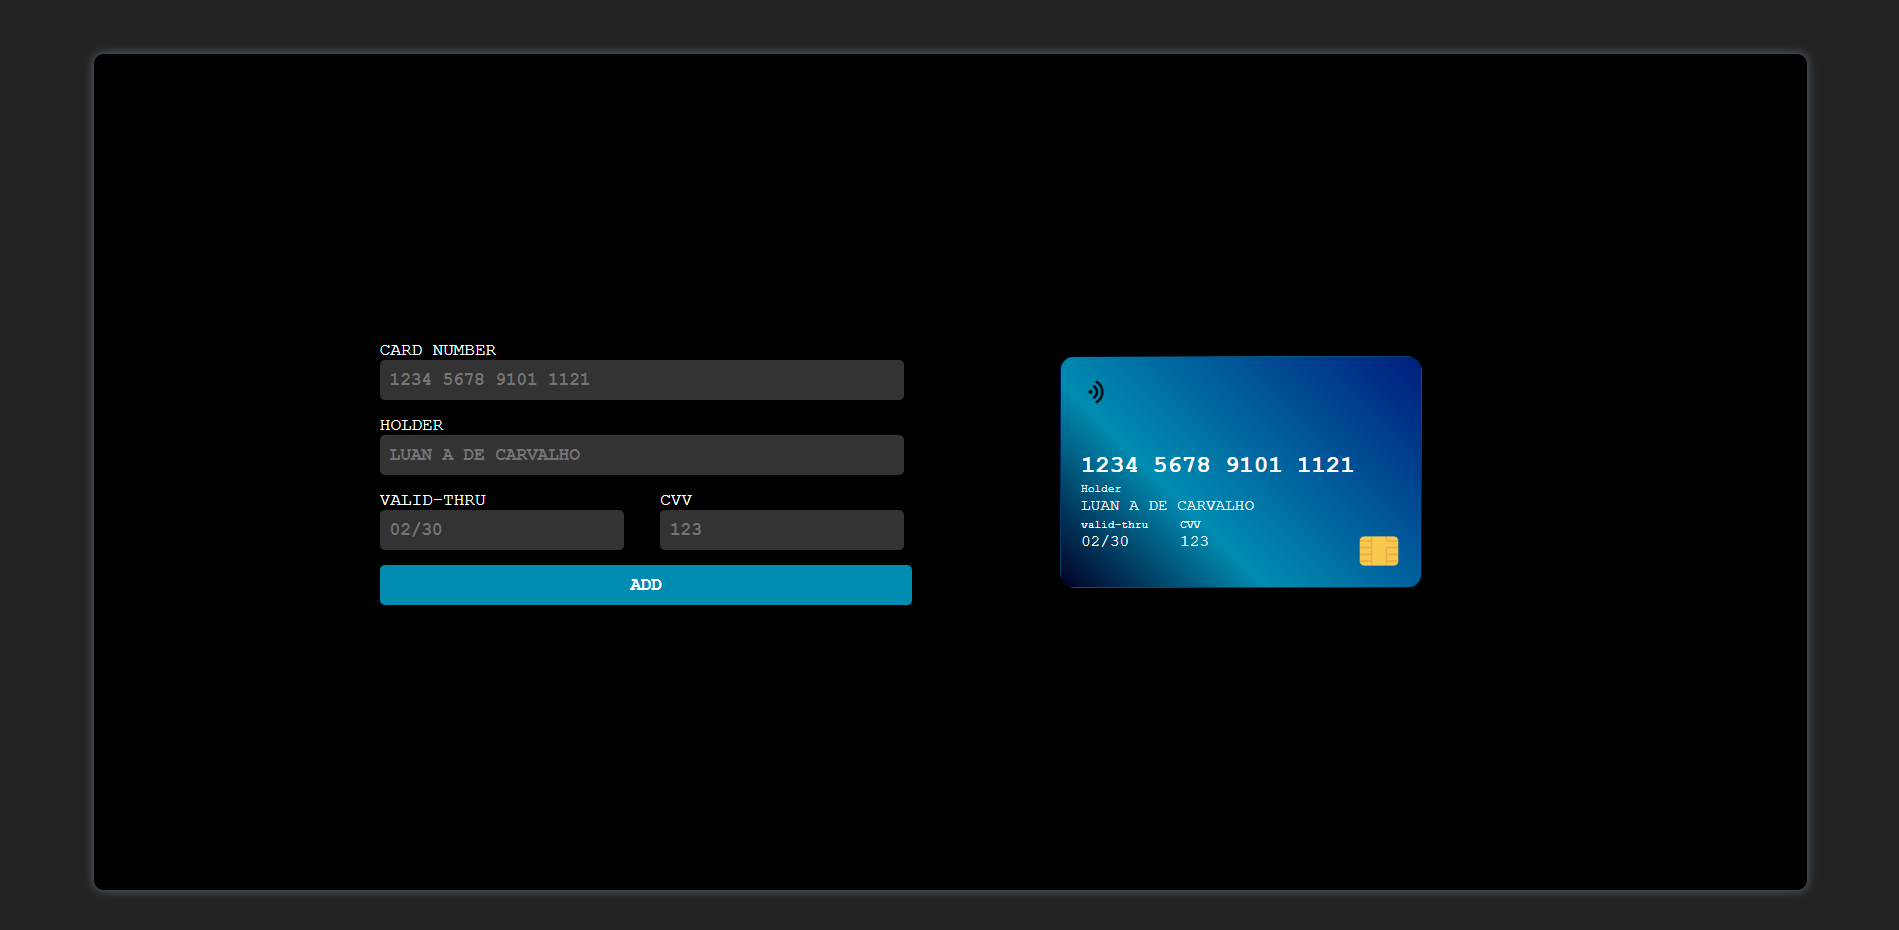 CARD NUMBER
1234 5678 9101 1121
HOLDER
LUAN A DE CARVALHO
VALID-THRU CVV
02/30 123
ADD
1234 5678 9101 1121
Holder
LUAN A DE CARVALHO
valid-thru CVV
02/30 123